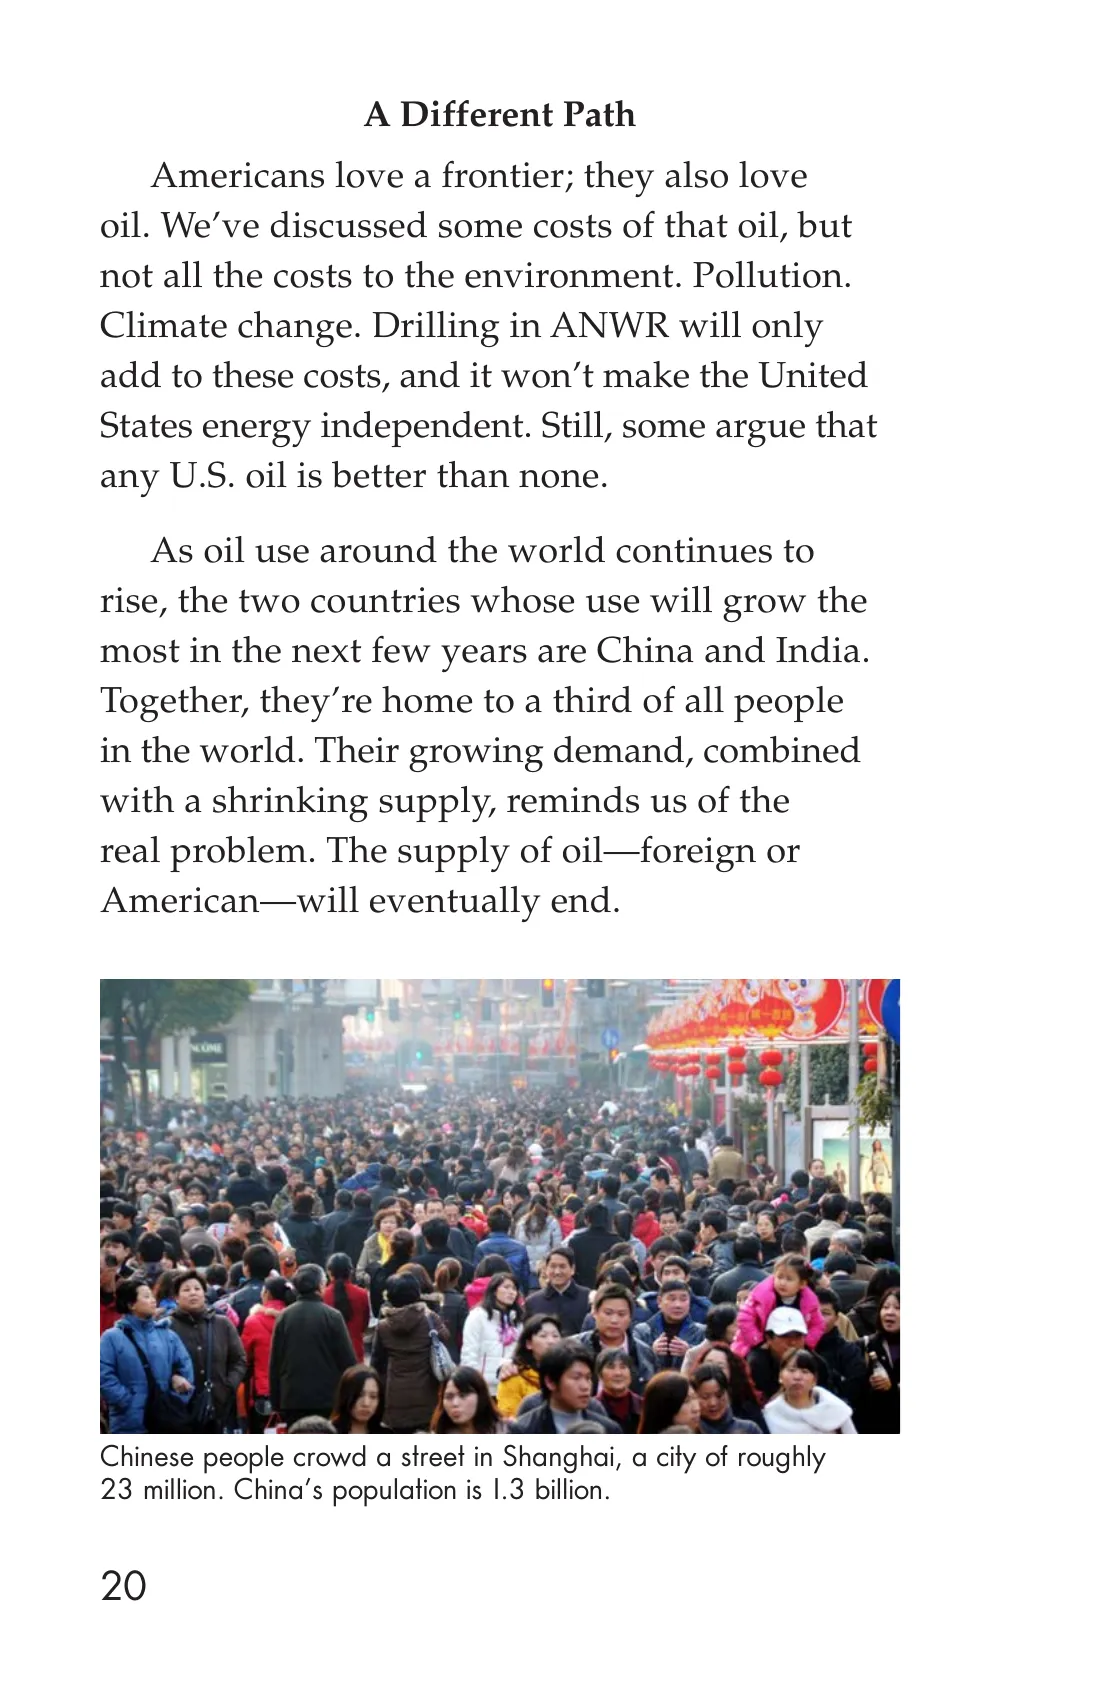 A Different Path
Americans love a frontier; they also love
oil. We’ve discussed some costs of that oil, but
not all the costs to the environment. Pollution.
Climate change. Drilling in ANWR will only
add to these costs, and it won’t make the United
States energy independent. Still, some argue that
any U.S. oil is better than none.
As oil use around the world continues to
rise, the two countries whose use will grow the
most in the next few years are China and India.
Together, they’re home to a third of all people
in the world. Their growing demand, combined
with a shrinking supply, reminds us of the
real problem. The supply of oil—foreign or
American—will eventually end.
Chinese people crowd a street in Shanghai, a city of roughly
23 million. China’s population is 1.3 billion.
20